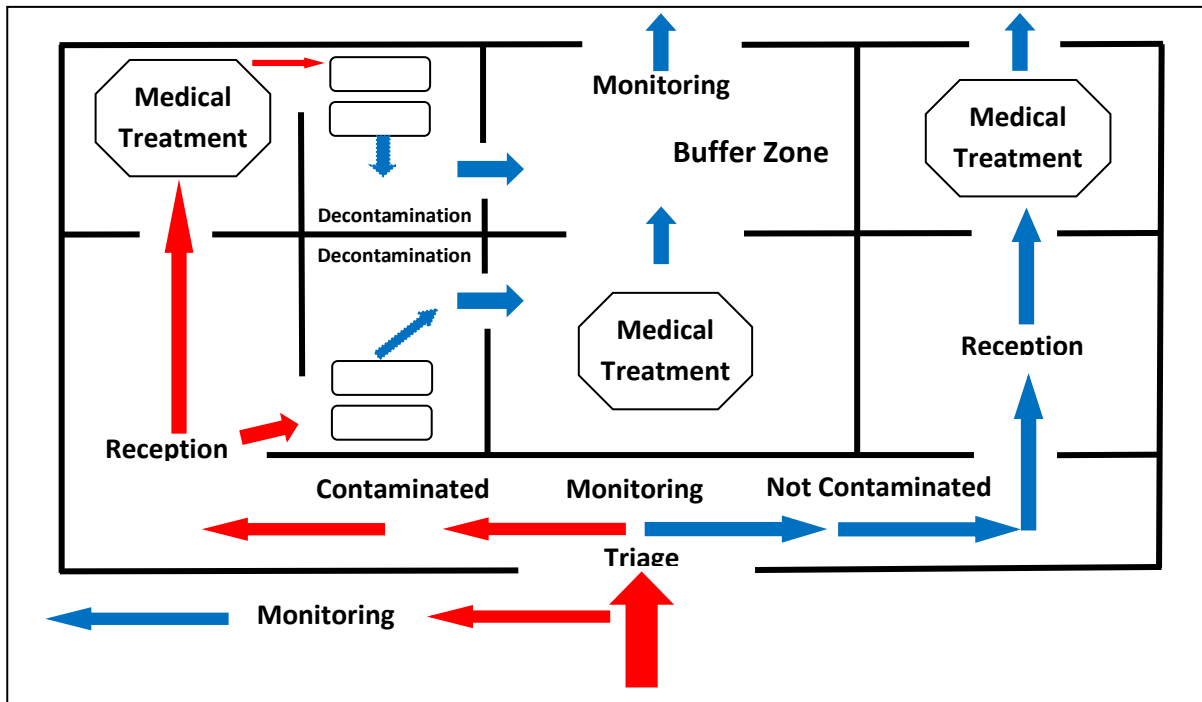 Monitoring
Medical
Treatment
Medical
Treatment
Buffer Zone
Decontamination
Decontamination
Medical
Treatment
Reception
Reception
Contaminated
Monitoring
Not Contaminated
Triage
Monitoring